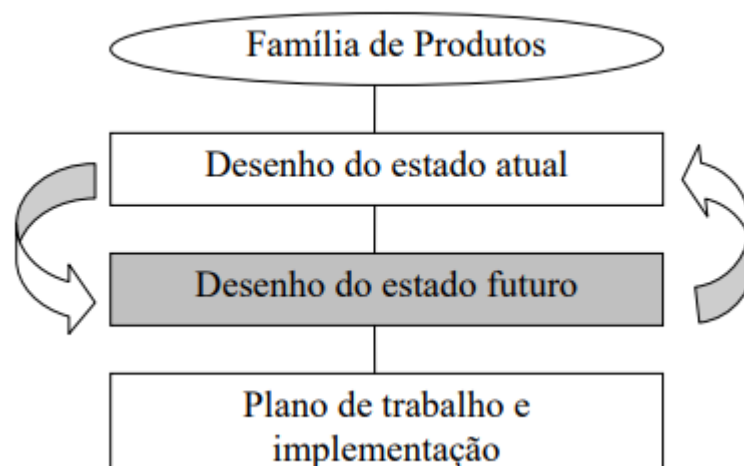 Família de Produtos
Desenho do estado atual
Desenho do estado futuro
Plano de trabalho e
implementação